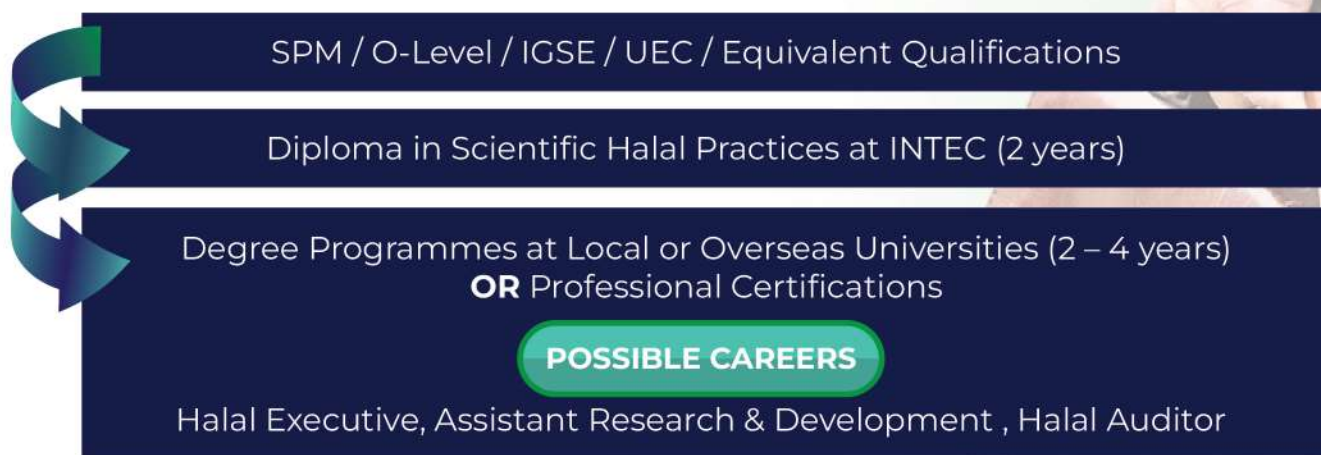 SPM / O-Level / IGSE / UEC / Equivalent Qualifications
Diploma in Scientific Halal Practices at INTEC (2 years)
Degree Programmes at Local or Overseas Universities (2 – 4 years)
OR Professional Certifications
POSSIBLE CAREERS
Halal Executive, Assistant Research & Development , Halal Auditor